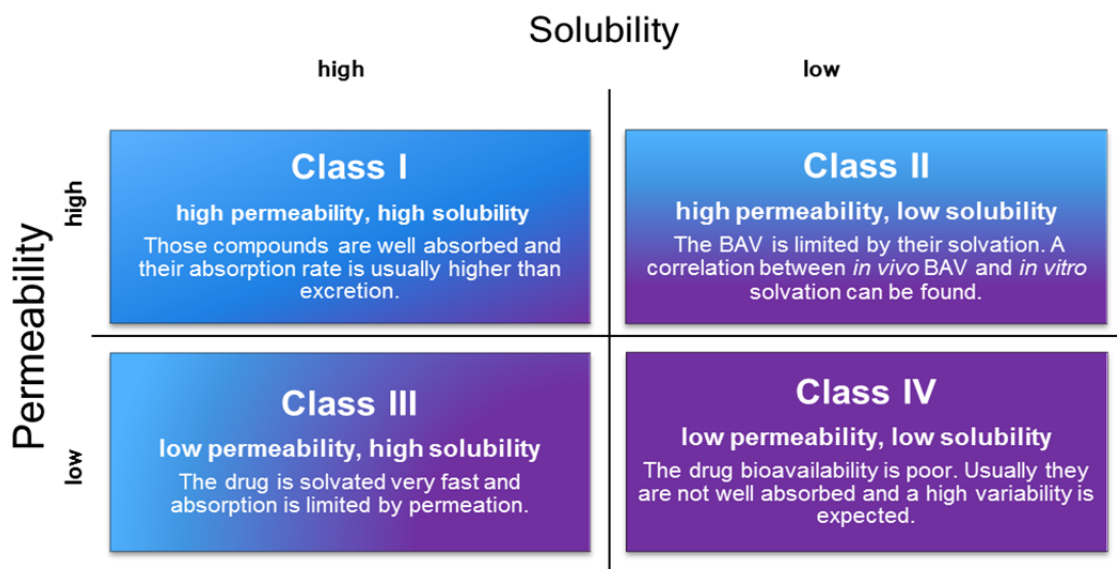 Solubility
high
low
Permeability
high
low
Class I
high permeability, high solubility
Those compounds are well absorbed and
their absorption rate is usually higher than
excretion.
Class II
high permeability, low solubility
The BAV is limited by their solvation. A
correlation between in vivo BAV and in vitro
solvation can be found.
Class III
low permeability, high solubility
The drug is solvated very fast and
absorption is limited by permeation.
Class IV
low permeability, low solubility
The drug bioavailability is poor. Usually they
are not well absorbed and a high variability is
expected.